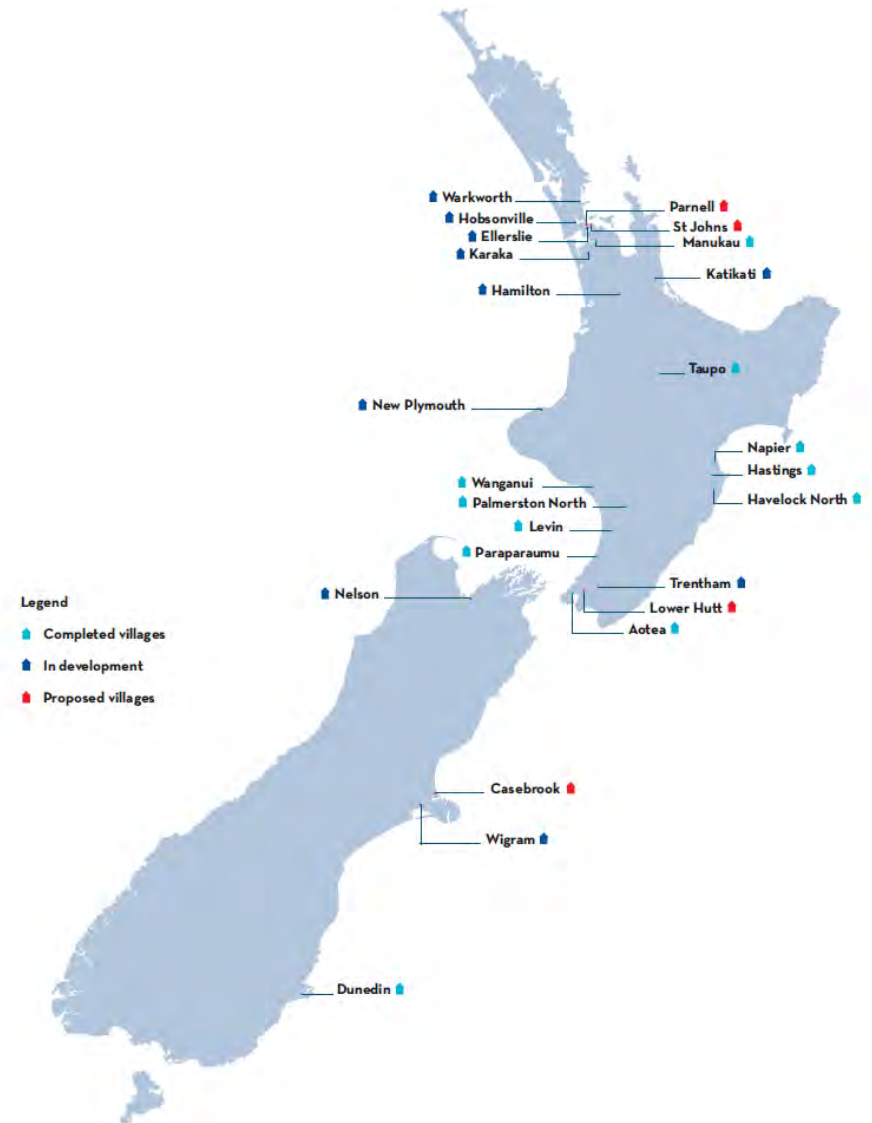 Warkworth
Parnell
Hobsonville
St Johns
Ellerslie
Manukau
Karaka
Katikati
Hamilton
Taupo
New Plymouth
Napier
Hastings
Wanganui
Havelock North
Palmerston North
Levin
Paraparaumu
Trentham
Nelson
Lower Hutt
Aotea
Legend
Completed villages
In development
Proposed villages
Casebrook
Wigram
Dunedin